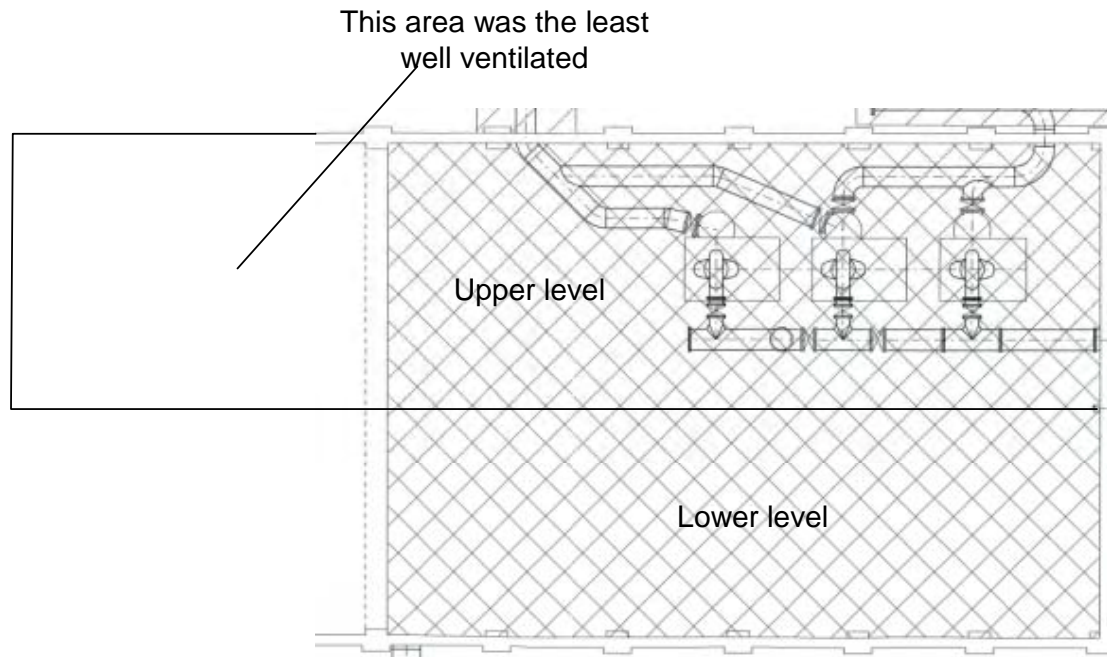 This area was the least
well ventilated
Upper level
Lower level